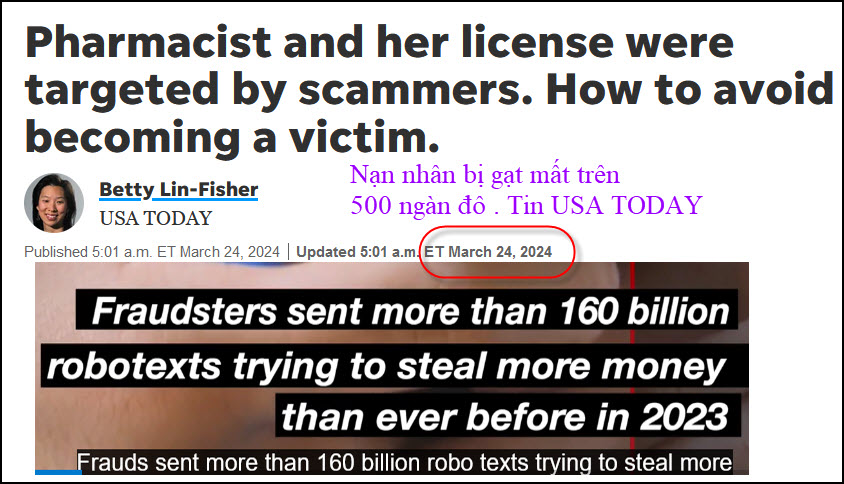 Pharmacist and her license were
targeted by scammers. How to avoid
becoming a victim.
Betty Lin-Fisher
USA TODAY
Nạn nhân bị gạt mất trên
500 ngàn đô . Tin USA TODAY
Published 5:01 a.m. ET March 24, 2024 | Updated 5:01 a.m. ET March 24, 2024
Fraudsters sent more than 160 billion
robotexts trying to steal more money
than ever before in 2023
Frauds sent more than 160 billion robo texts trying to steal more